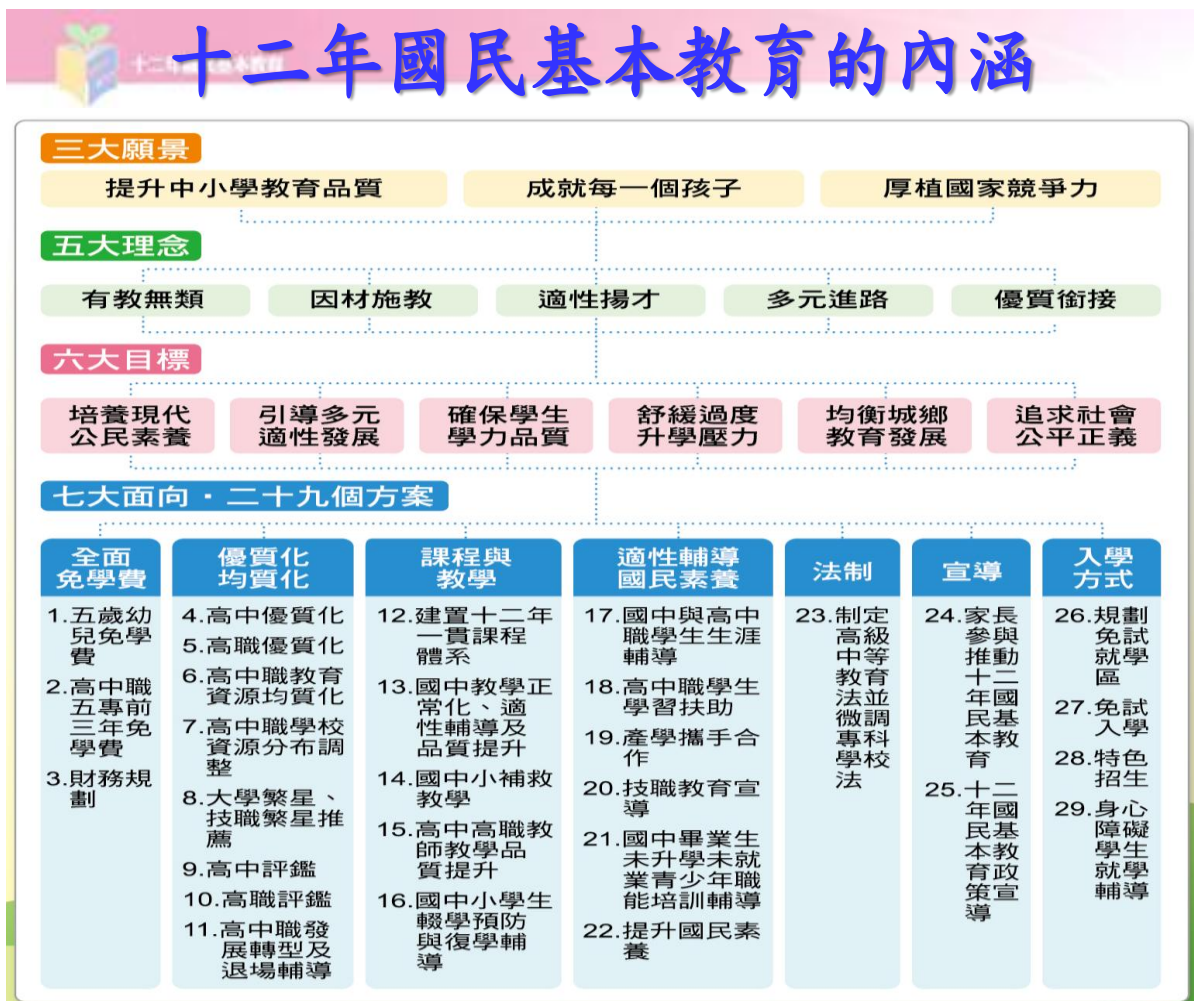 十二年國民基本教育的內涵
三大願景
提升中小學教育品質
成就每一個孩子
厚植國家競爭力
五大理念
有教無類
因材施教
適性揚才
多元進路
優質銜接
六大目標
培養現代
公民素養
引導多元
適性發展
確保學生
學力品質
舒緩過度
升學壓力
均衡城鄉
教育發展
追求社會
公平正義
七大面向．二十九個方案
全面
免學費
1.五歲幼
兒免學
費
2.高中職
五專前
三年免
學費
3.財務規
劃
優質化
均質化
4.高中優質化
5.高職優質化
6.高中職教育
資源均質化
7.高中職學校
資源分布調
整
8.大學繁星、
技職繁星推
薦
9.高中評鑑
10.高職評鑑
11.高中職發
展轉型及
退場輔導
課程與
教學
12.建置十二年
一貫課程
體系
13.國中教學正
常化、適
性輔導及
品質提升
14.國中小補救
教學
15.高中高職教
師教學品
質提升
16.國中小學生
輟學預防
與復學輔
導
適性輔導
國民素養
17.國中與高中
職學生生涯
輔導
18.高中職學生
學習扶助
19.產學攜手合
作
20.技職教育宣
導
21.國中畢業生
未升學未就
業青少年職
能培訓輔導
22.提升國民素
養
法制
23.制定
高級
中等
教育
法並
微調
專科
學校
法
宣導
24.家長
參與
推動
十二
年國
民基
本教
育
25.十二
年國
民基
本教
育政
策宣
導
入學
方式
26.規劃
免試
就學
區
27.免試
入學
28.特色
招生
29.身心
障礙
學生
就學
輔導